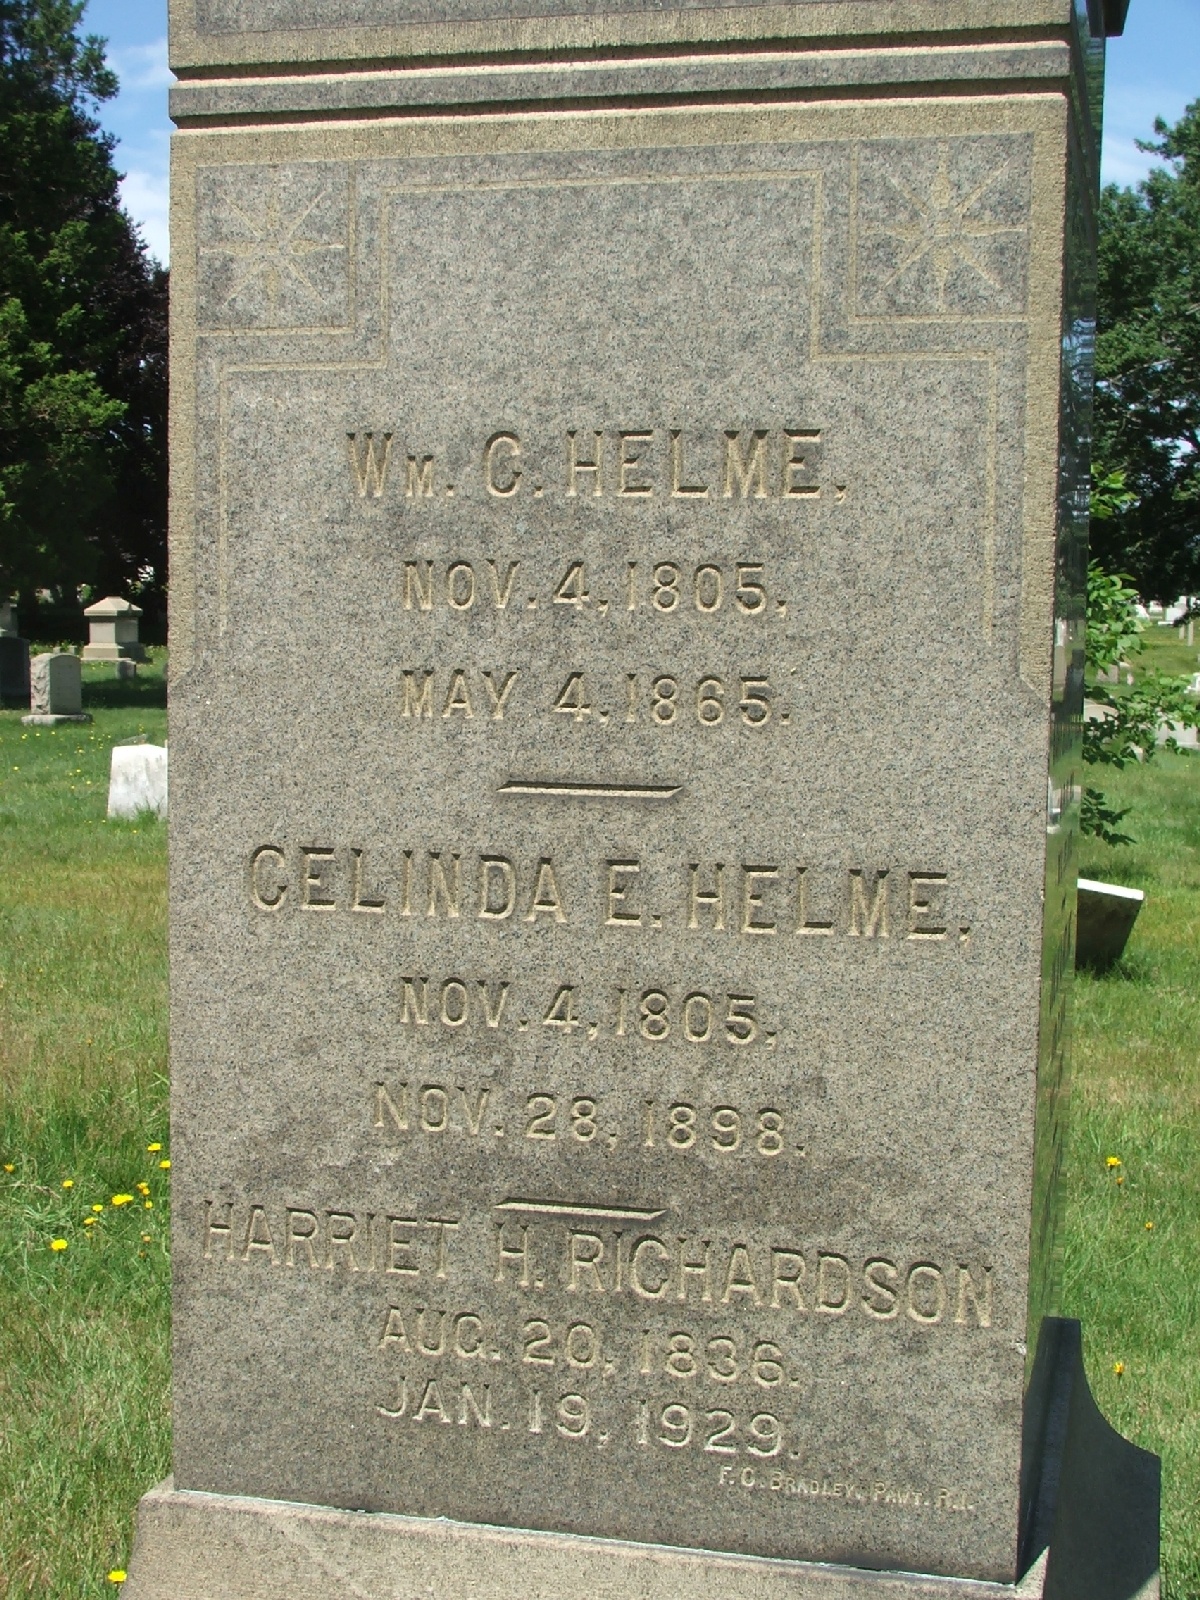 WM. C. HELME,
NOV. 4, 1805,
MAY 4, 1865.
CELINDA E. HELME,
NOV. 4, 1805,
NOV. 28, 1898.
HARRIET H. RICHARDSON
AUG. 20, 1836.
JAN. 19, 1929.
F. C. BRADLEY, PAWT. R.I.